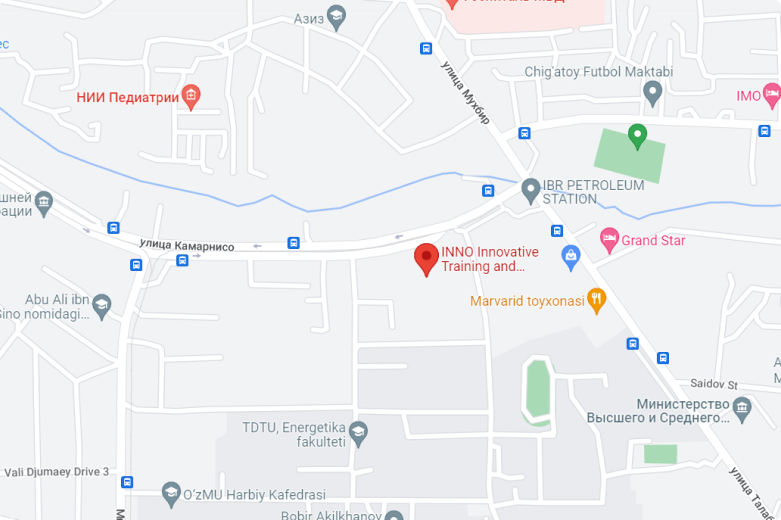 Азиз
улица Мухбир
Chig'atoy Futbol Maktabi
НИИ Педиатрии
IMO
IBR PETROLEUM
STATION
улица Камарнисо
INNO Innovative
Training and...
Grand Star
Marvarid toyxonasi
Abu Ali ibn
Sino nomidagi...
Saidov St
Министерство
Высшего и Среднего...
TDTU, Energetika
fakulteti
Vali Djumaey Drive 3
O'zMU Harbiy Kafedrasi
Bobir Akilkhanov